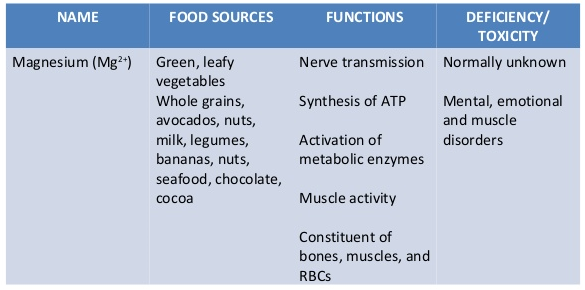 NAME
FOOD SOURCES
FUNCTIONS
DEFICIENCY/
TOXICITY
Magnesium (Mg²⁺)
Green, leafy
vegetables
Whole grains,
avocados, nuts,
milk, legumes,
bananas, nuts,
seafood, chocolate,
cocoa
Nerve transmission
Synthesis of ATP
Activation of
metabolic enzymes
Muscle activity
Constituent of
bones, muscles, and
RBCs
Normally unknown
Mental, emotional
and muscle
disorders